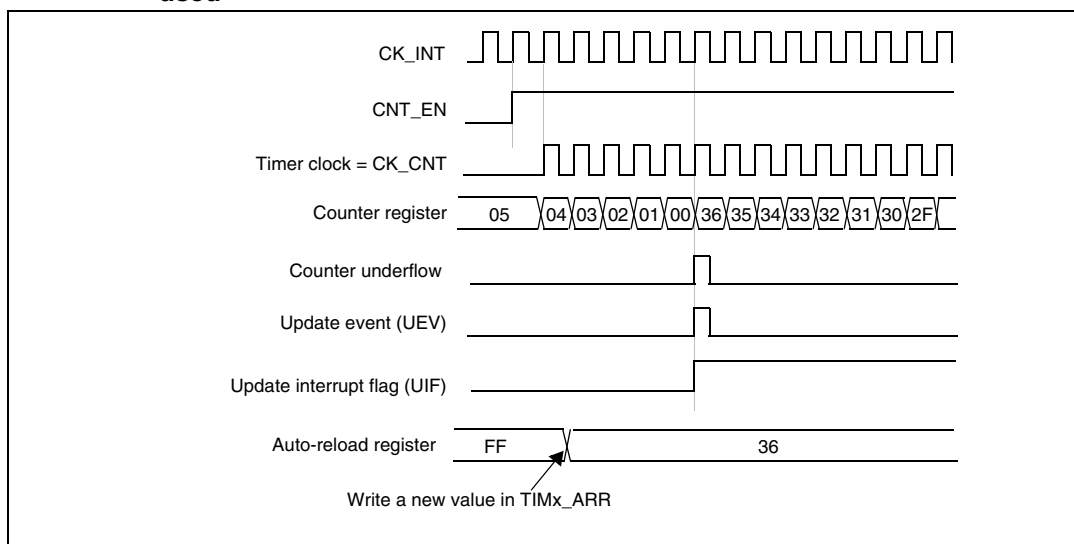 CK_INT
CNT_EN
Timer clock = CK_CNT
Counter register 05 04 03 02 01 00 36 35 34 33 32 31 30 2F
Counter underflow
Update event (UEV)
Update interrupt flag (UIF)
Auto-reload register FF 36
Write a new value in TIMx_ARR